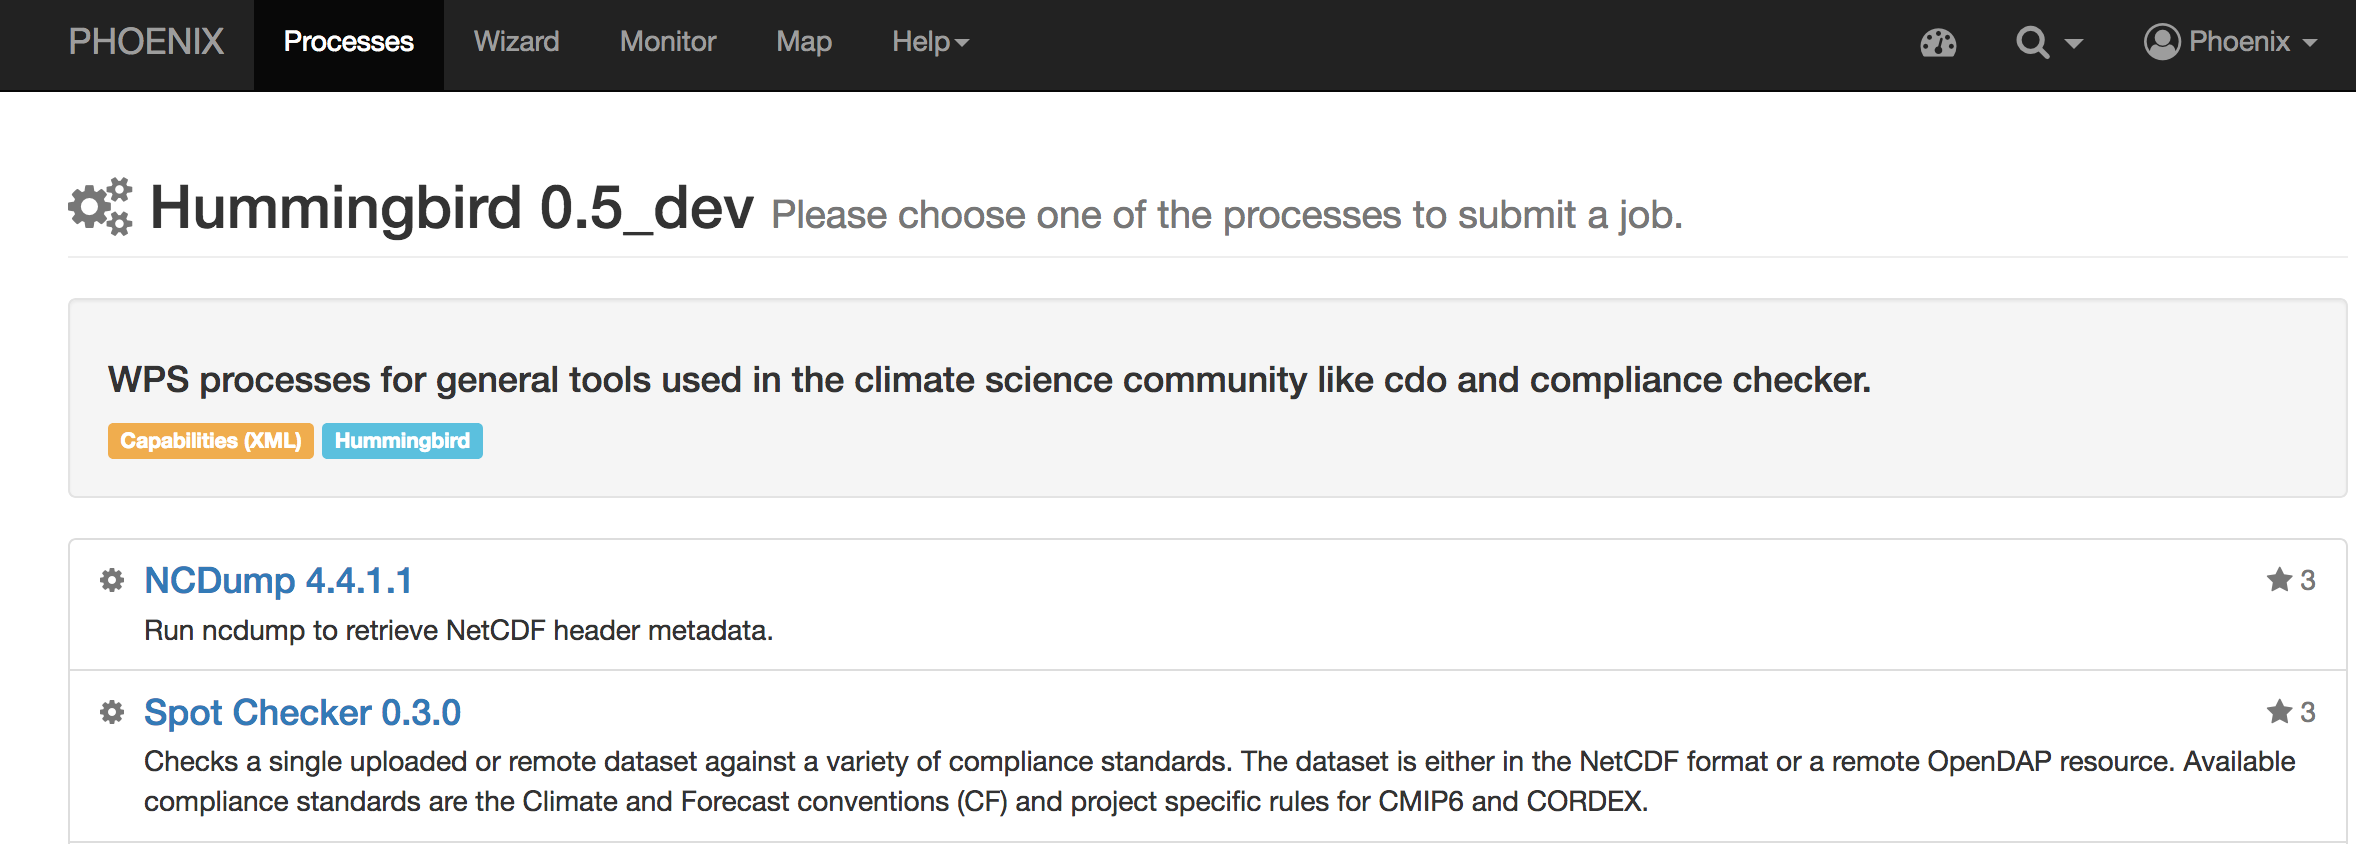 PHOENIX Processes Wizard Monitor Map Help Phoenix
Hummingbird 0.5_dev Please choose one of the processes to submit a job.
WPS processes for general tools used in the climate science community like cdo and compliance checker.
Capabilities (XML) Hummingbird
NCDump 4.4.1.1 3
Run ncdump to retrieve NetCDF header metadata.
Spot Checker 0.3.0 3
Checks a single uploaded or remote dataset against a variety of compliance standards. The dataset is either in the NetCDF format or a remote OpenDAP resource. Available
compliance standards are the Climate and Forecast conventions (CF) and project specific rules for CMIP6 and CORDEX.